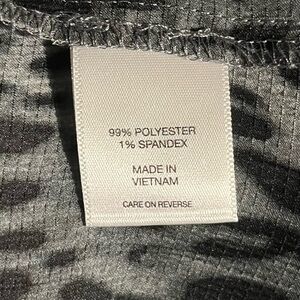 99% POLYESTER
1% SPANDEX
MADE IN
VIETNAM
CARE ON REVERSE